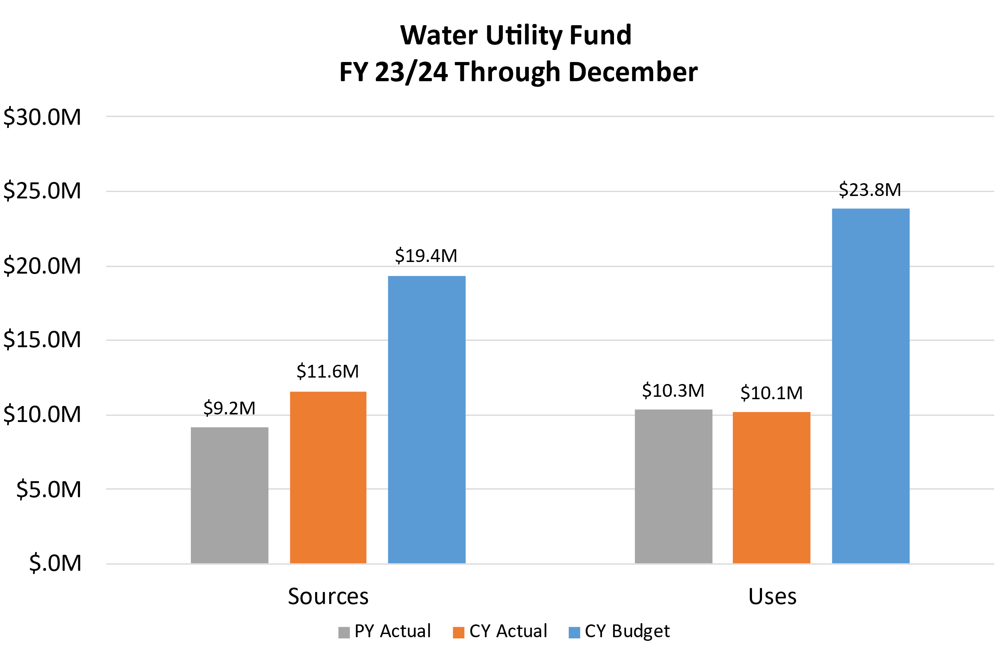 Water Utility Fund
FY 23/24 Through December
$30.0M
$25.0M
$20.0M
$15.0M
$10.0M
$5.0M
$.0M
$9.2M
$11.6M
$19.4M
$10.3M
$10.1M
$23.8M
Sources
Uses
PY Actual
CY Actual
CY Budget